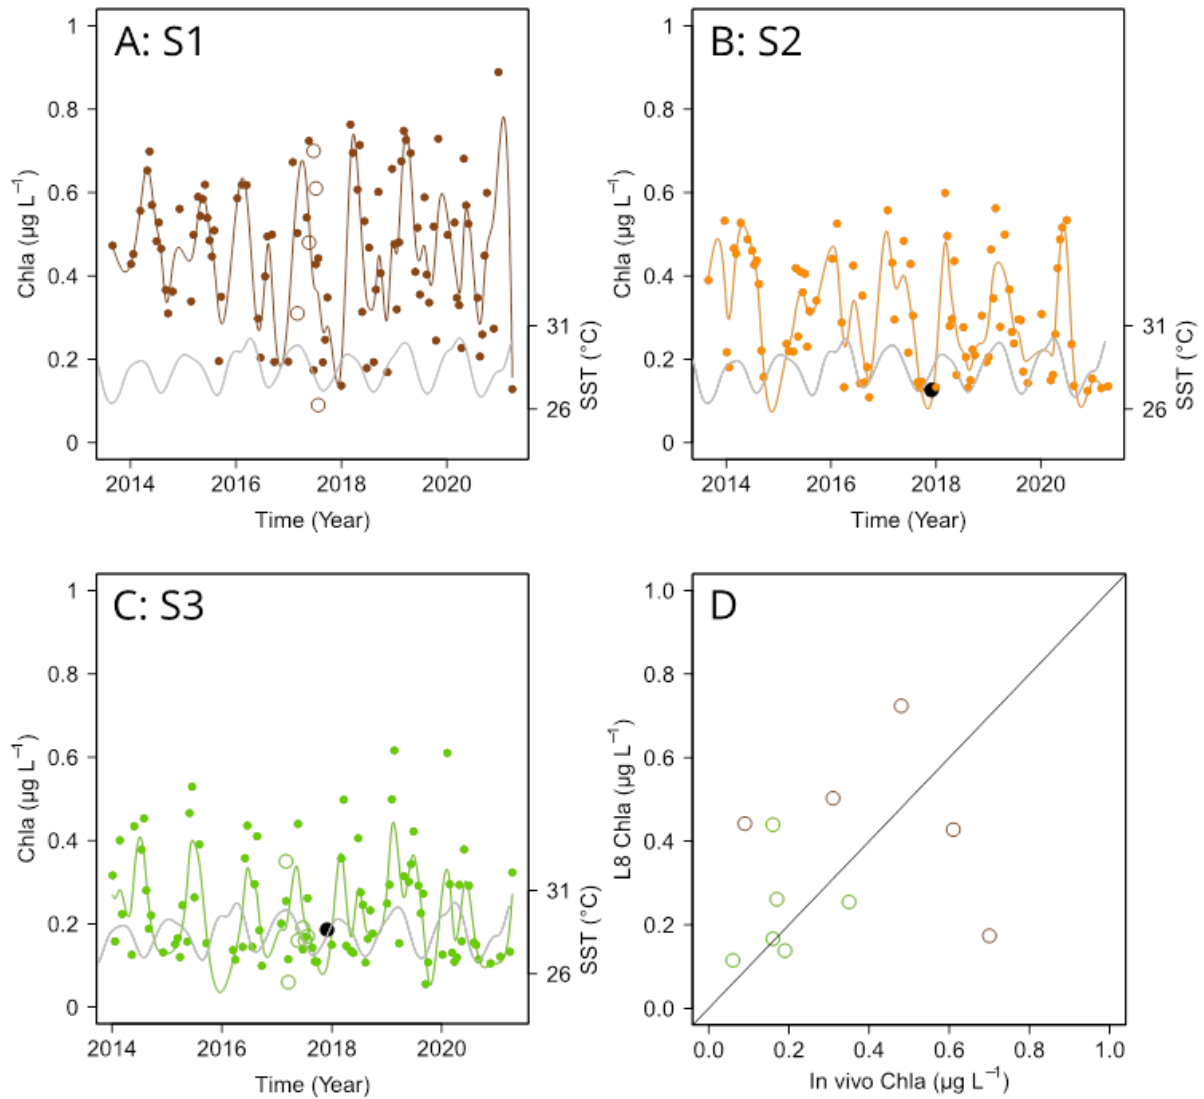 A: S1
1
0.8
0.6
0.4
0.2
0
Chla (µg L⁻¹)
31
26
SST (°C)
2014 2016 2018 2020
Time (Year)
B: S2
1
0.8
0.6
0.4
0.2
0
Chla (µg L⁻¹)
31
26
SST (°C)
2014 2016 2018 2020
Time (Year)
C: S3
1
0.8
0.6
0.4
0.2
0
Chla (µg L⁻¹)
31
26
SST (°C)
2014 2016 2018 2020
Time (Year)
D
1.0
0.8
0.6
0.4
0.2
0.0
L8 Chla (µg L⁻¹)
0.0 0.2 0.4 0.6 0.8 1.0
In vivo Chla (µg L⁻¹)